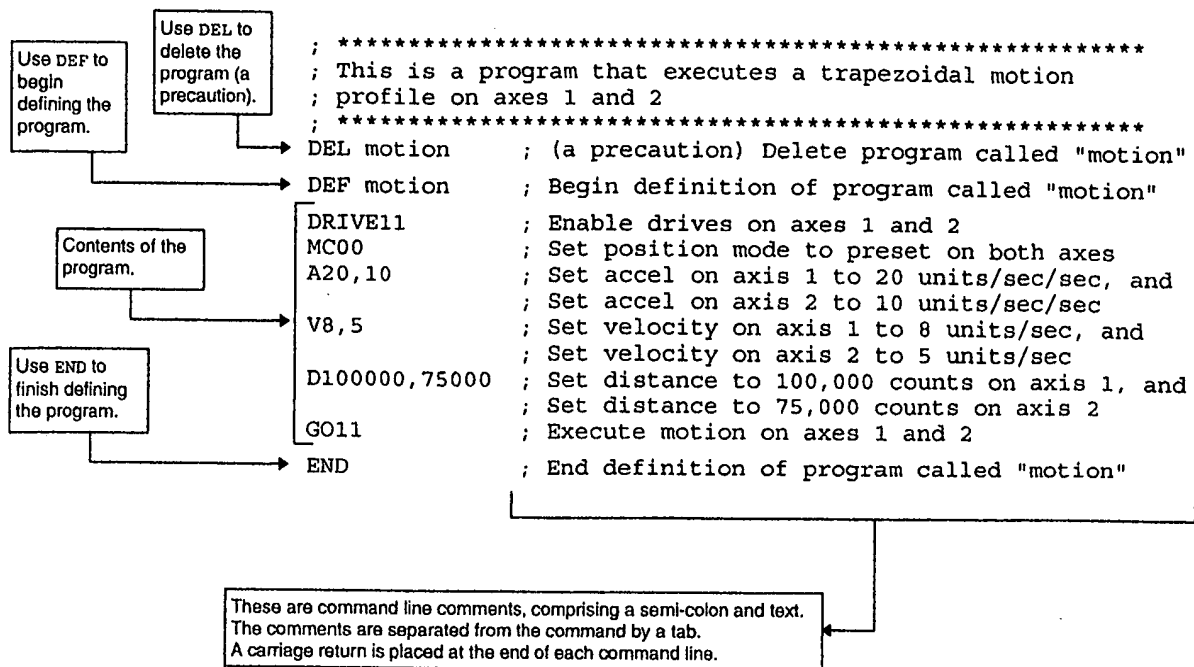 Use DEL to
delete the
program (a
precaution).
Use DEF to
begin
defining the
program.
; *********************************************************
; This is a program that executes a trapezoidal motion
; profile on axes 1 and 2
; *********************************************************
DEL motion ; (a precaution) Delete program called "motion"
DEF motion ; Begin definition of program called "motion"
Contents of the
program.
DRIVE11 ; Enable drives on axes 1 and 2
MC00 ; Set position mode to preset on both axes
A20,10 ; Set accel on axis 1 to 20 units/sec/sec, and
; Set accel on axis 2 to 10 units/sec/sec
V8,5 ; Set velocity on axis 1 to 8 units/sec, and
; Set velocity on axis 2 to 5 units/sec
D100000,75000 ; Set distance to 100,000 counts on axis 1, and
; Set distance to 75,000 counts on axis 2
GO11 ; Execute motion on axes 1 and 2
Use END to
finish defining
the program.
END ; End definition of program called "motion"
These are command line comments, comprising a semi-colon and text.
The comments are separated from the command by a tab.
A carriage return is placed at the end of each command line.